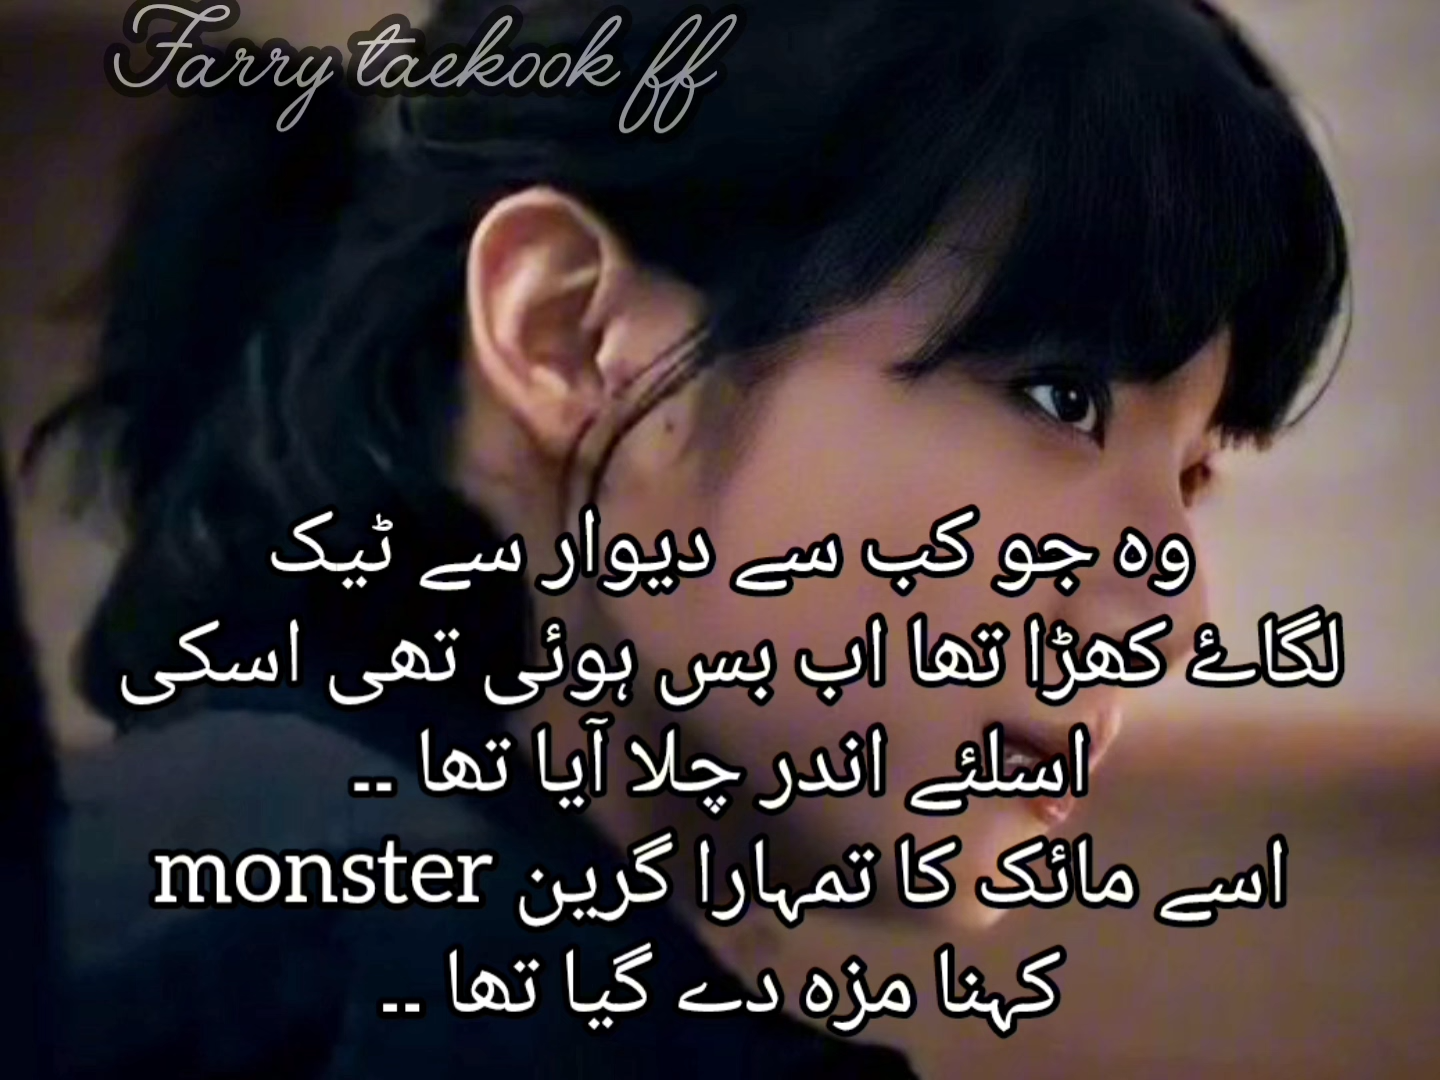 Farry taekook ff
وہ جو کب سے دیوار سے ٹیک
لگاۓ کھڑا تھا اب بس ہوئی تھی اسکی
اسلئے اندر چلا آیا تھا --
اسے مائک کا تمہارا گرین monster
کہنا مزہ دے گیا تھا --